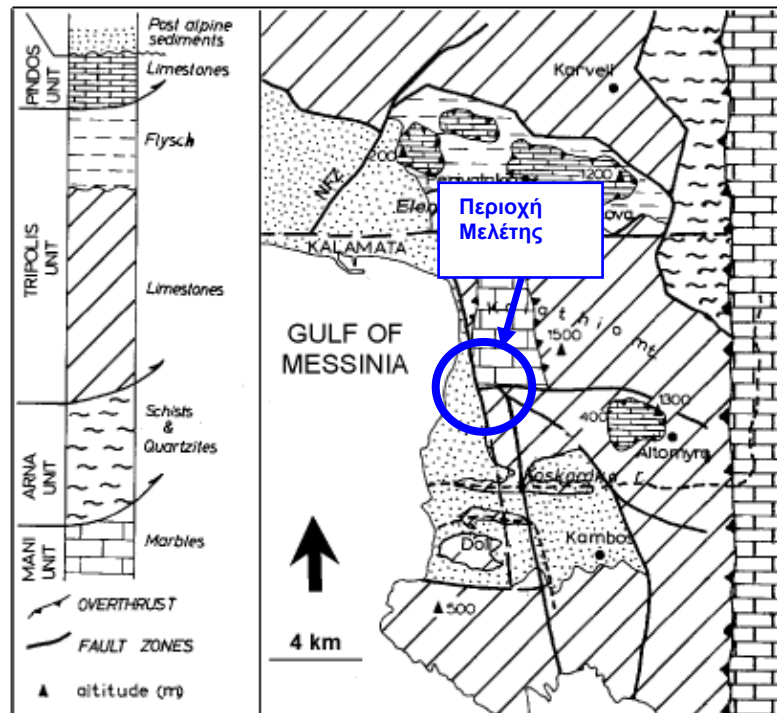 Post alpine
sediments
PINDOS
UNIT
Limestones
Flysch
TRIPOLIS
UNIT
Limestones
Schists
&
Quartzites
ARNA
UNIT
MANI
UNIT
Marbles
OVERTHRUST
FAULT ZONES
altitude (m)
Karveli
1200
NFZ
Περιοχή
Μελέτης
KALAMATA
GULF OF
MESSINIA
1500
mt.
1300
400
Altomyra
Koskaraka r.
Kambos
Doli
500
4 km